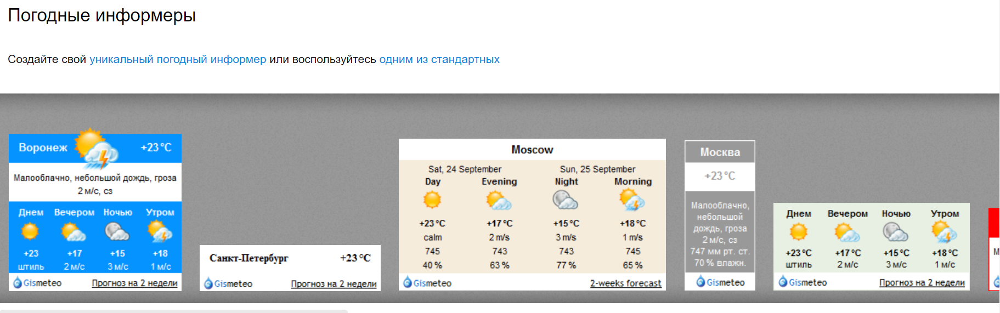 Погодные информеры
Создайте свой уникальный погодный информер или воспользуйтесь одним из стандартных
Воронеж +23 °C
Малооблачно, небольшой дождь, гроза
2 м/с, сз
Днем Вечером Ночью Утром
+23 +17 +15 +18
штиль 2 м/с 3 м/с 1 м/с
Gismeteo Прогноз на 2 недели
Санкт-Петербург +23 °C
Gismeteo Прогноз на 2 недели
Moscow
Sat, 24 September Sun, 25 September
Day Evening Night Morning
+23 °C +17 °C +15 °C +18 °C
calm 2 m/s 3 m/s 1 m/s
745 743 743 745
40 % 63 % 77 % 65 %
Gismeteo 2-weeks forecast
Москва
+23 °C
Малооблачно,
небольшой
дождь, гроза
2 м/с, сз
747 мм рт. ст.
70 % влажн.
Gismeteo
Днем Вечером Ночью Утром
+23 °C +17 °C +15 °C +18 °C
штиль 2 м/с 3 м/с 1 м/с
Gismeteo Прогноз на 2 недели